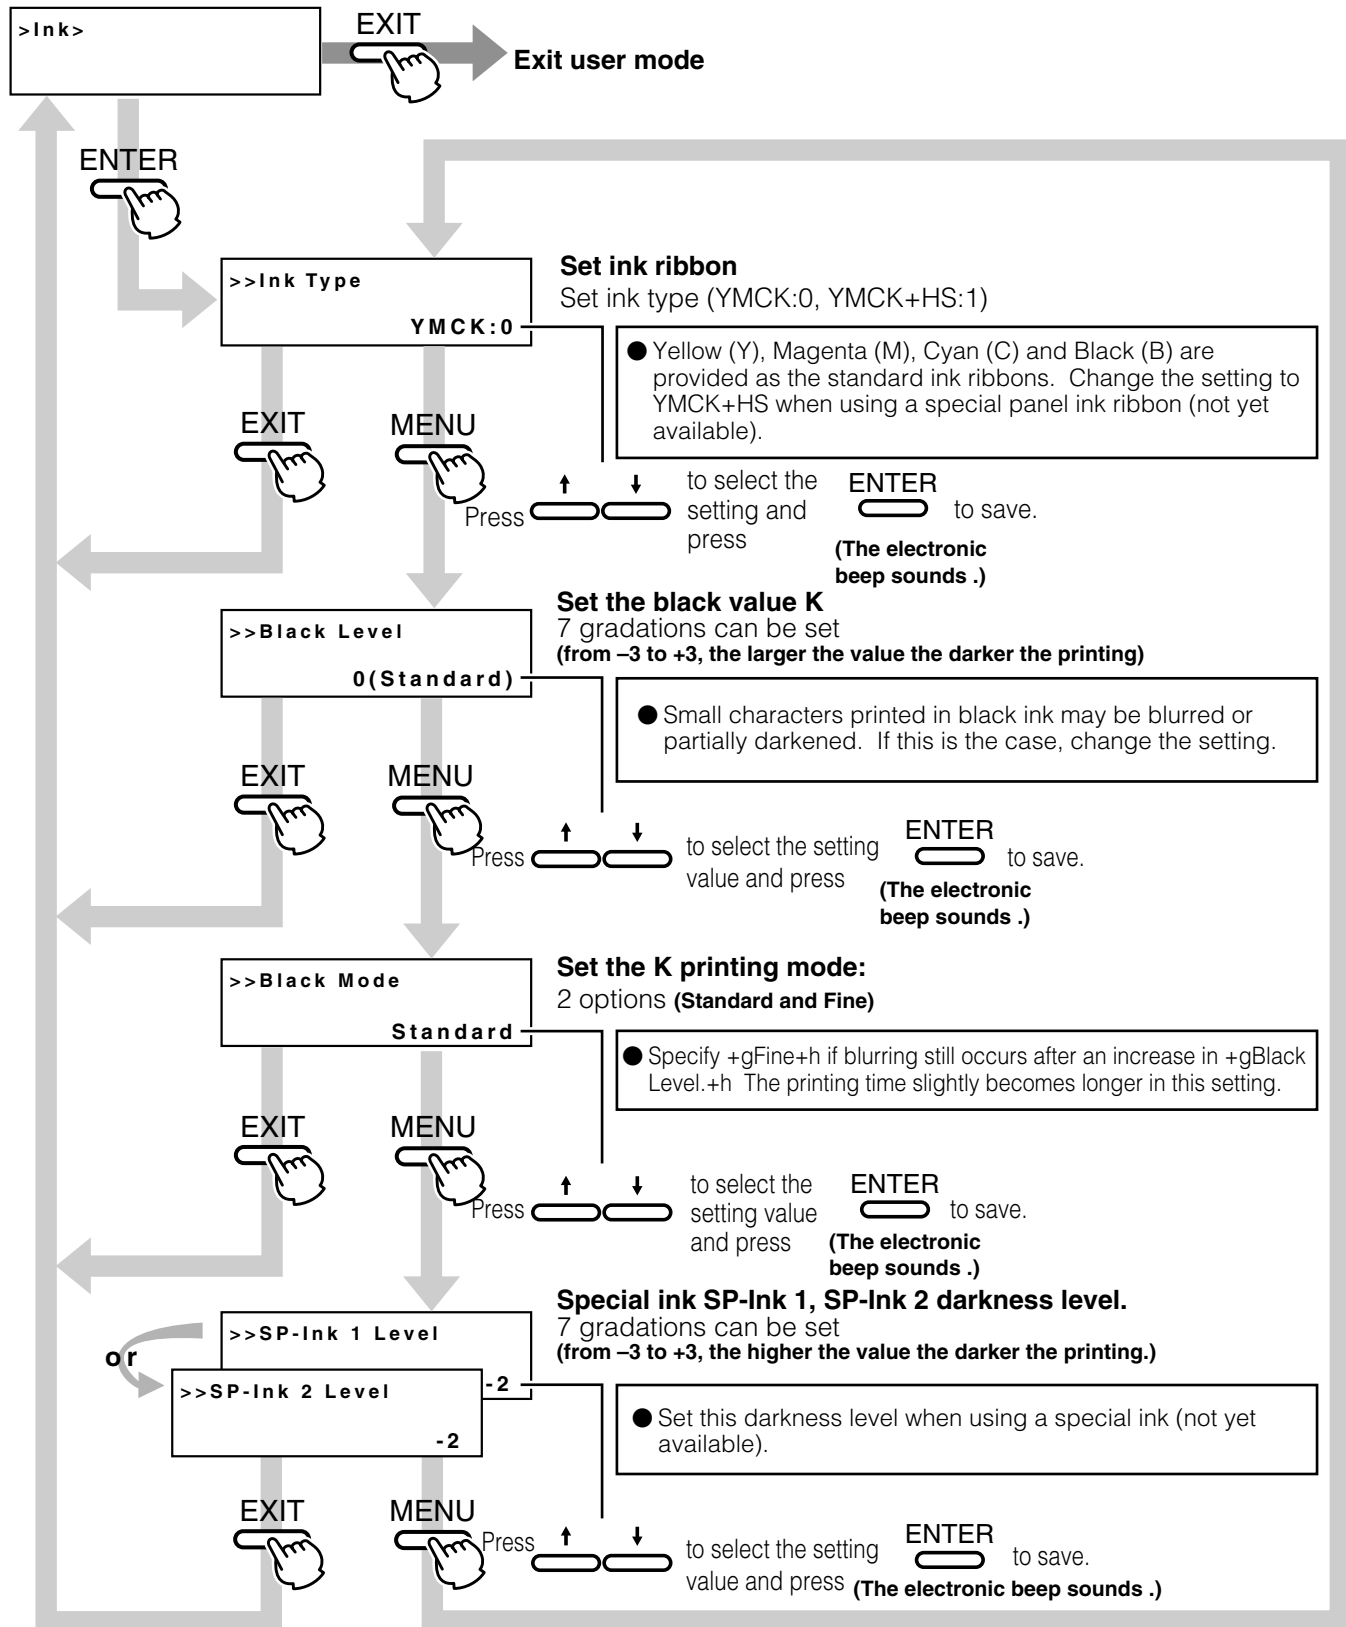 >Ink>
EXIT
Exit user mode
ENTER
>>Ink Type
YMCK:0
Set ink ribbon
Set ink type (YMCK:0, YMCK+HS:1)
● Yellow (Y), Magenta (M), Cyan (C) and Black (B) are
provided as the standard ink ribbons. Change the setting to
YMCK+HS when using a special panel ink ribbon (not yet
available).
EXIT
MENU
Press
to select the
setting and
press
ENTER
to save.
(The electronic
beep sounds .)
>>Black Level
0(Standard)
Set the black value K
7 gradations can be set
(from –3 to +3, the larger the value the darker the printing)
● Small characters printed in black ink may be blurred or
partially darkened. If this is the case, change the setting.
EXIT
MENU
Press
to select the setting
value and press
ENTER
to save.
(The electronic
beep sounds .)
>>Black Mode
Standard
Set the K printing mode:
2 options (Standard and Fine)
● Specify +gFine+h if blurring still occurs after an increase in +gBlack
Level.+h The printing time slightly becomes longer in this setting.
EXIT
MENU
Press
to select the
setting value
and press
ENTER
to save.
(The electronic
beep sounds .)
>>SP-Ink 1 Level
-2
or
>>SP-Ink 2 Level
-2
Special ink SP-Ink 1, SP-Ink 2 darkness level.
7 gradations can be set
(from –3 to +3, the higher the value the darker the printing.)
● Set this darkness level when using a special ink (not yet
available).
EXIT
MENU
Press
to select the setting
value and press
ENTER
to save.
(The electronic beep sounds .)